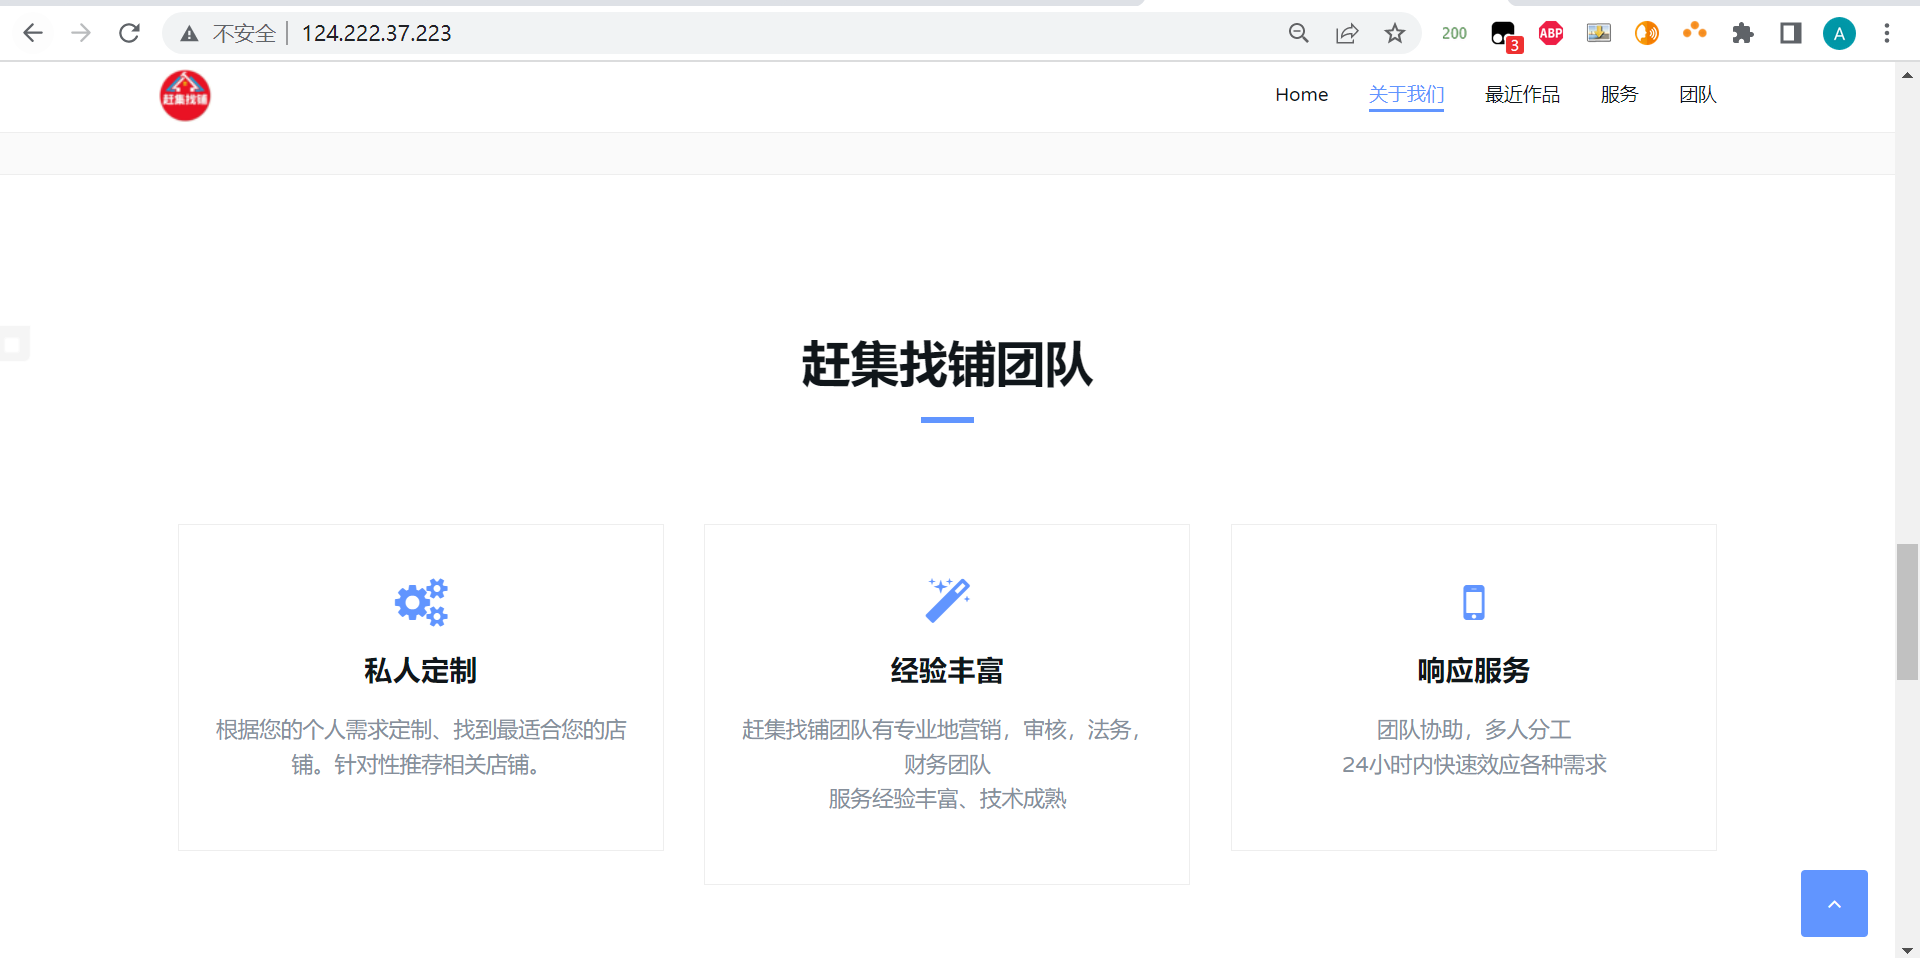 不安全
124.222.37.223
200
3
ABP
A
赶集找铺
Home
关于我们
最近作品
服务
团队
赶集找铺团队
私人定制
根据您的个人需求定制、找到最适合您的店
铺。针对性推荐相关店铺。
经验丰富
赶集找铺团队有专业地营销，审核，法务，
财务团队
服务经验丰富、技术成熟
响应服务
团队协助，多人分工
24小时内快速效应各种需求